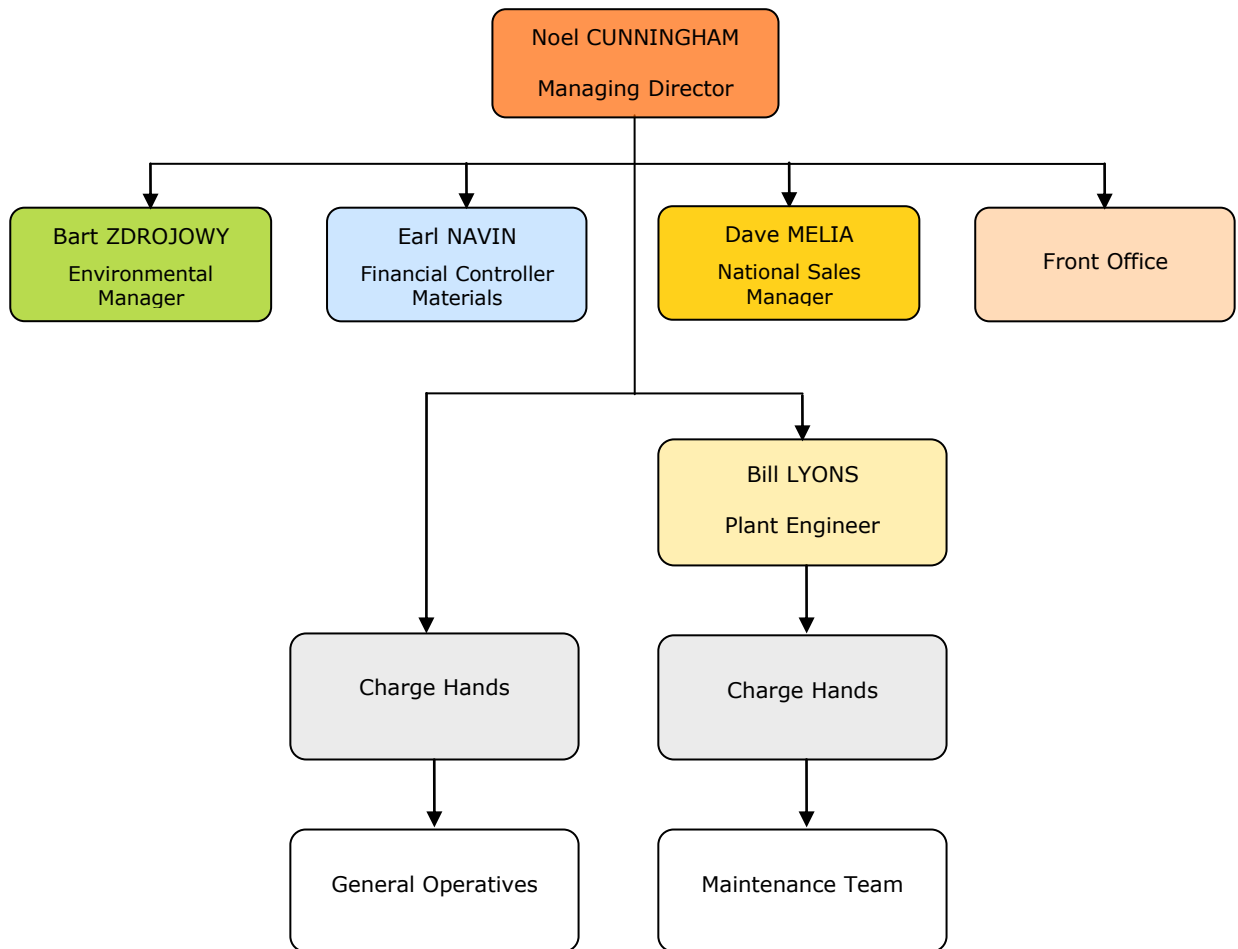 Noel CUNNINGHAM
Managing Director
Bart ZDROJOWY
Environmental
Manager
Earl NAVIN
Financial Controller
Materials
Dave MELIA
National Sales
Manager
Front Office
Bill LYONS
Plant Engineer
Charge Hands
Charge Hands
General Operatives
Maintenance Team